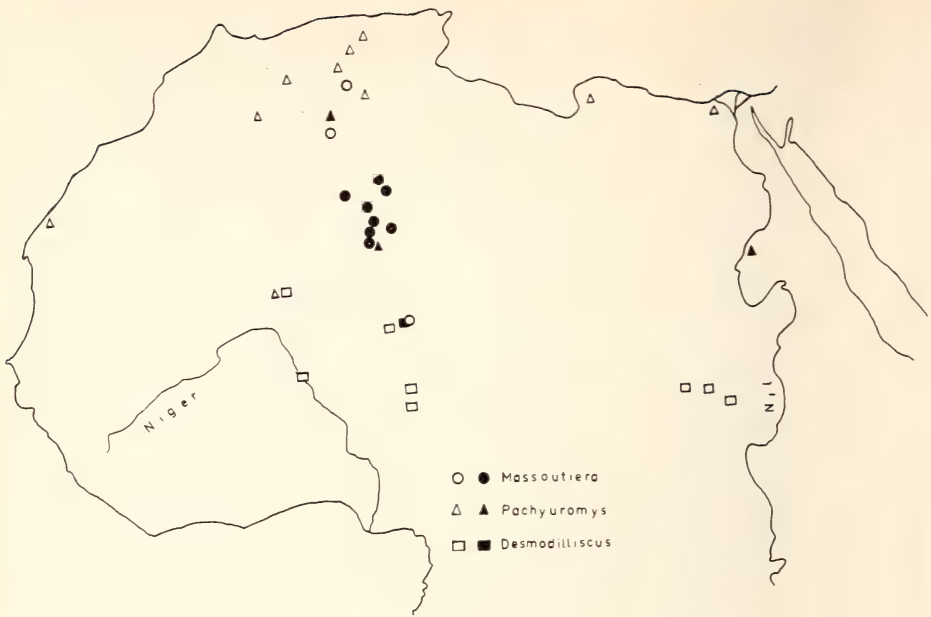 Niger
Nil
Massoutiera
Pachyuromys
Desmodilliscus